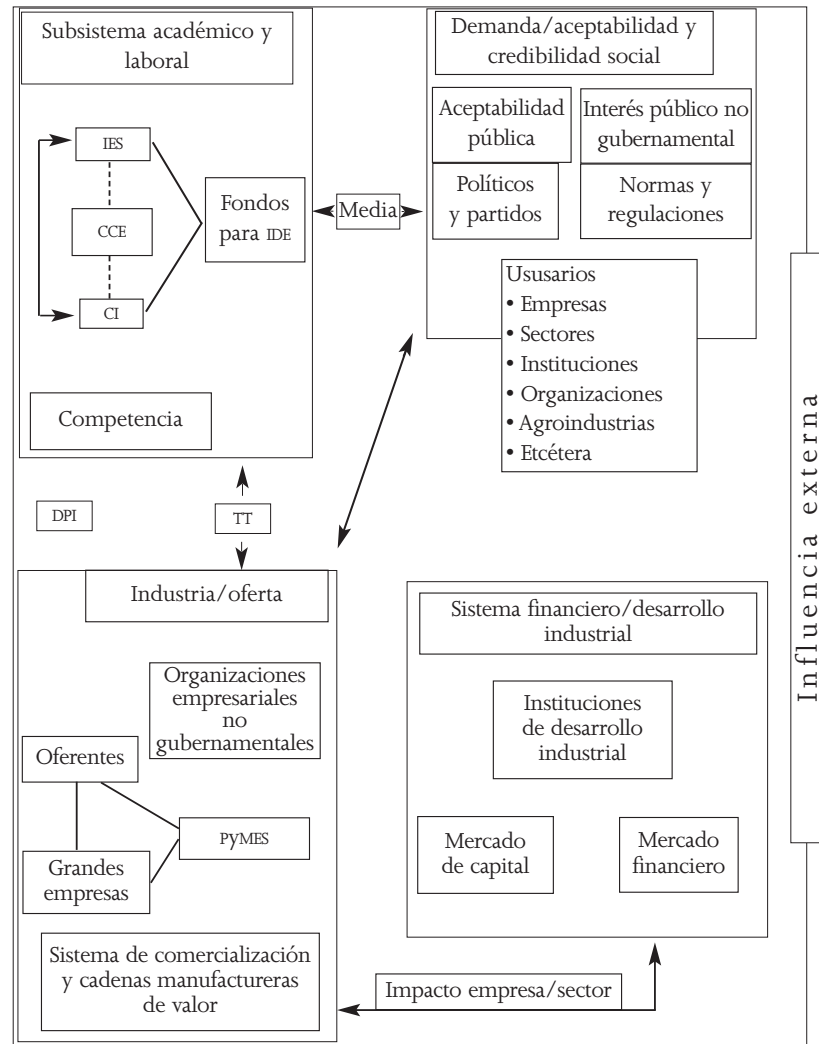 Subsistema académico y
laboral
IES
CCE
CI
Fondos
para IDE
Competencia
Media
Demanda/aceptabilidad y
credibilidad social
Aceptabilidad
pública
Interés público no
gubernamental
Políticos
y partidos
Normas y
regulaciones
Ususarios
• Empresas
• Sectores
• Instituciones
• Organizaciones
• Agroindustrias
• Etcétera
Influencia externa
DPI
TT
Industria/oferta
Organizaciones
empresariales
no
gubernamentales
Oferentes
PyMES
Grandes
empresas
Sistema de comercialización
y cadenas manufactureras
de valor
Sistema financiero/desarrollo
industrial
Instituciones
de desarrollo
industrial
Mercado
de capital
Mercado
financiero
Impacto empresa/sector